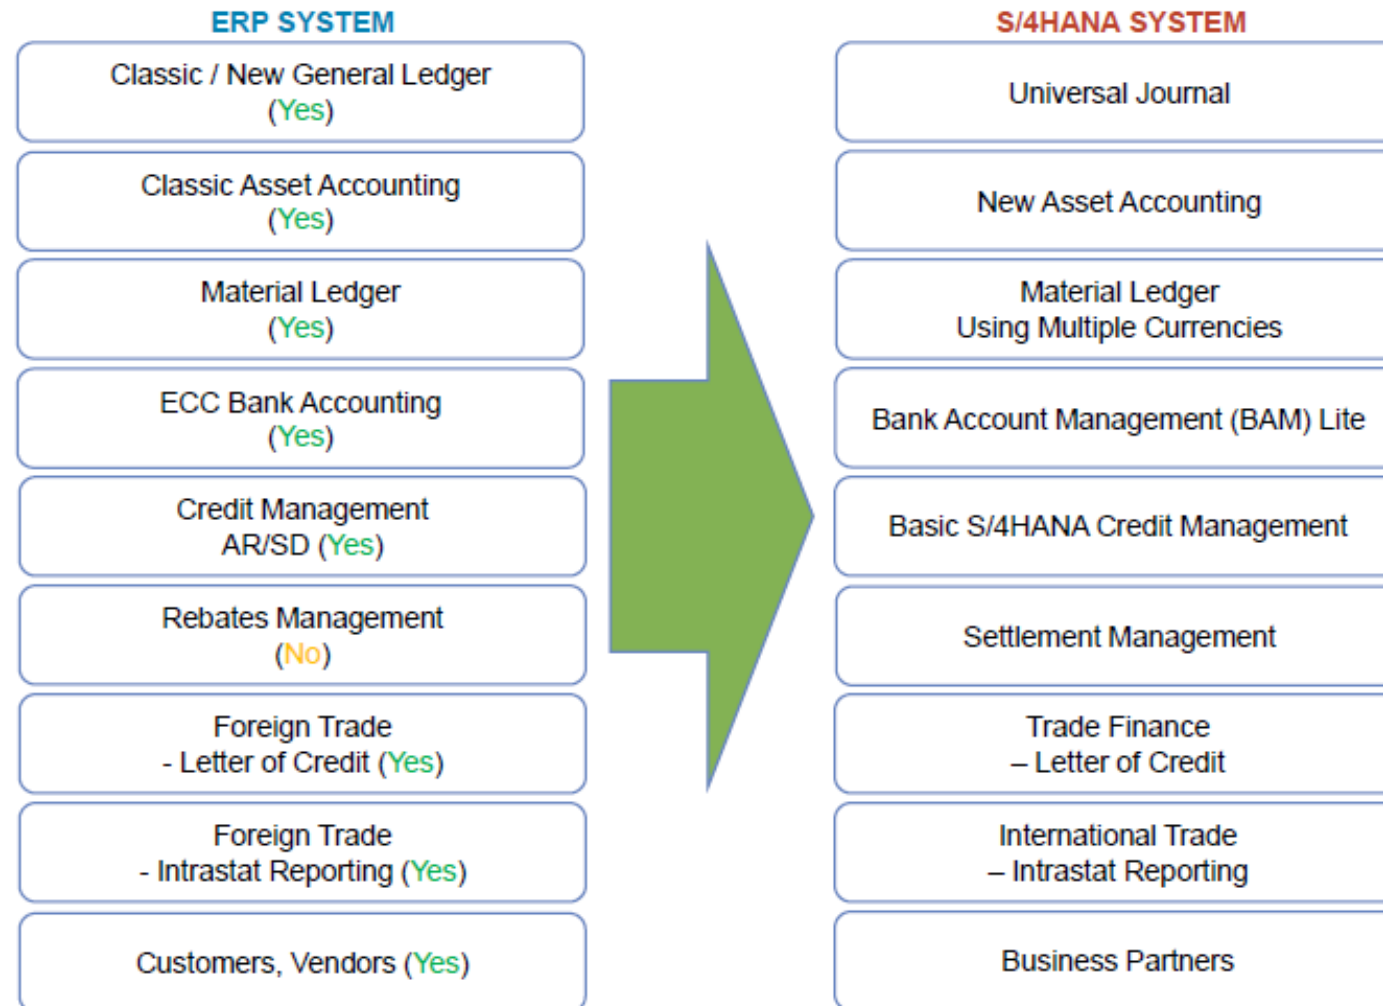 ERP SYSTEM
Classic / New General Ledger
(Yes)
Classic Asset Accounting
(Yes)
Material Ledger
(Yes)
ECC Bank Accounting
(Yes)
Credit Management
AR/SD (Yes)
Rebates Management
(No)
Foreign Trade
- Letter of Credit (Yes)
Foreign Trade
- Intrastat Reporting (Yes)
Customers, Vendors (Yes)
S/4HANA SYSTEM
Universal Journal
New Asset Accounting
Material Ledger
Using Multiple Currencies
Bank Account Management (BAM) Lite
Basic S/4HANA Credit Management
Settlement Management
Trade Finance
– Letter of Credit
International Trade
– Intrastat Reporting
Business Partners